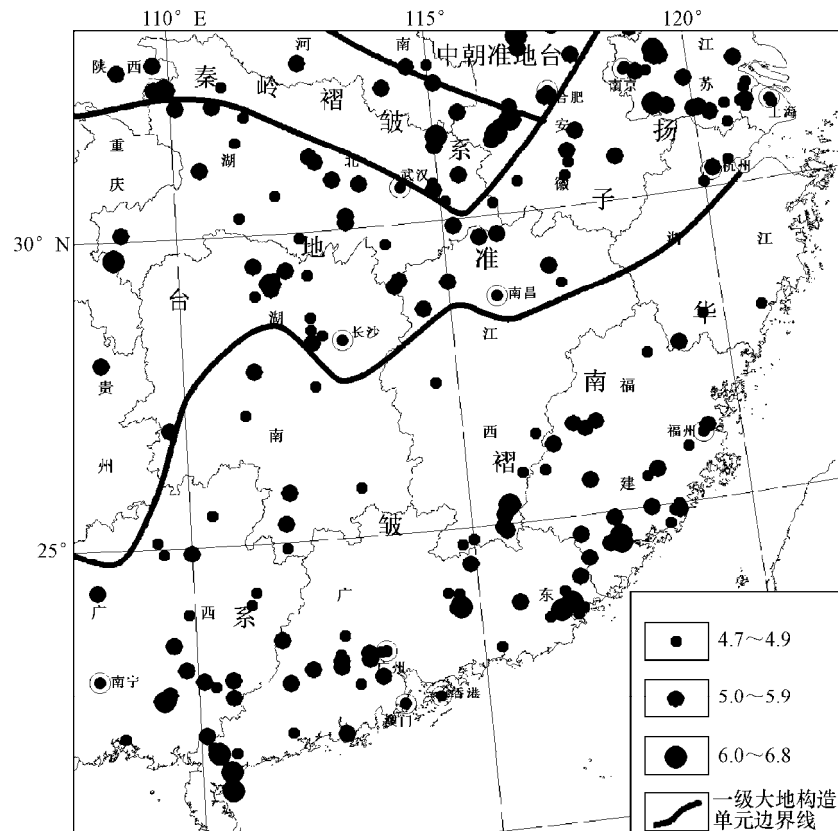 110° E
115°
120°
陕 西
河
南
中朝准地台
江
苏
南京
上海
合肥
秦
岭
褶
皱
系
安
徽
扬
子
杭州
重
庆
湖
北
武汉
30° N
地
准
台
浙
江
南昌
湖
长沙
江
华
贵
州
南
西
南
福
福州
褶
建
皱
25°
广
西
系
广
东
广州
南宁
香港
澳门
4.7～4.9
5.0～5.9
6.0～6.8
一级大地构造
单元边界线